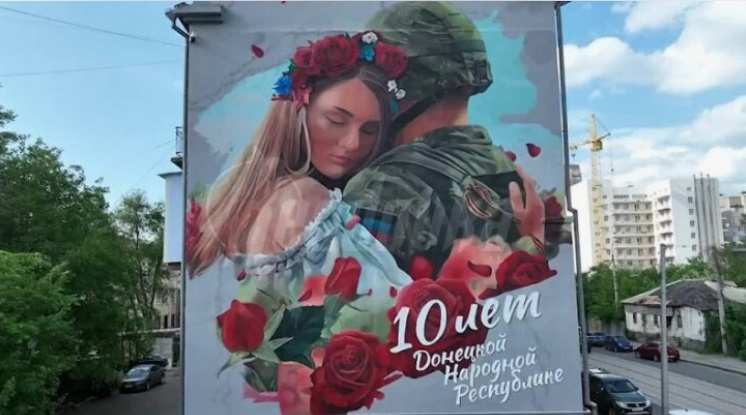 10 лет
Донецкой
Народной
Республике